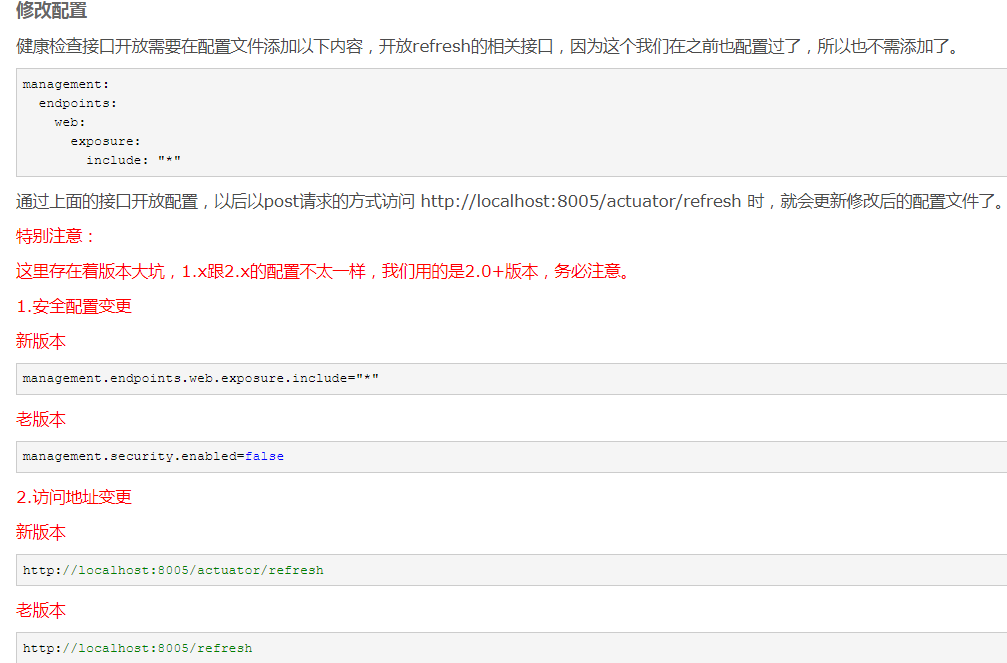 修改配置
健康检查接口开放需要在配置文件添加以下内容，开放refresh的相关接口，因为这个我们在之前也配置过了，所以也不需添加了。
management:
  endpoints:
    web:
      exposure:
        include: "*"
通过上面的接口开放配置，以后以post请求的方式访问 http://localhost:8005/actuator/refresh 时，就会更新修改后的配置文件了。
特别注意：
这里存在着版本大坑，1.x跟2.x的配置不太一样，我们用的是2.0+版本，务必注意。
1.安全配置变更
新版本
management.endpoints.web.exposure.include="*"
老版本
management.security.enabled=false
2.访问地址变更
新版本
http://localhost:8005/actuator/refresh
老版本
http://localhost:8005/refresh